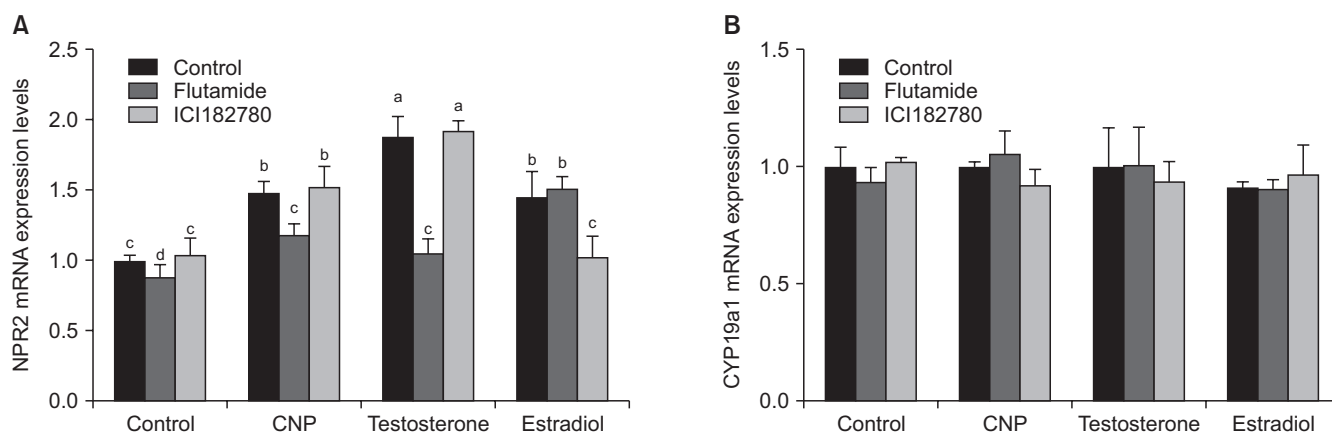 A
NPR2 mRNA expression levels
2.5
2.0
1.5
1.0
0.5
0.0
Control
Flutamide
ICI182780
c
d
c
b
c
b
a
c
a
b
b
c
Control
CNP
Testosterone
Estradiol
B
CYP19a1 mRNA expression levels
1.5
1.0
0.5
0.0
Control
Flutamide
ICI182780
Control
CNP
Testosterone
Estradiol